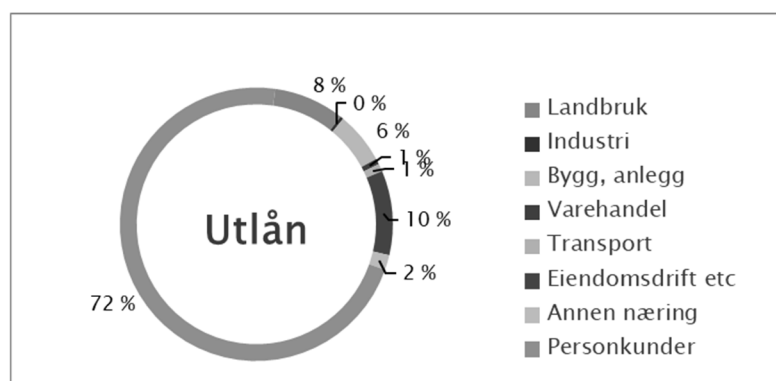 8 %
0 %
6 %
1 %
1 %
10 %
2 %
72 %
Utlån
Landbruk
Industri
Bygg, anlegg
Varehandel
Transport
Eiendomsdrift etc
Annen næring
Personkunder